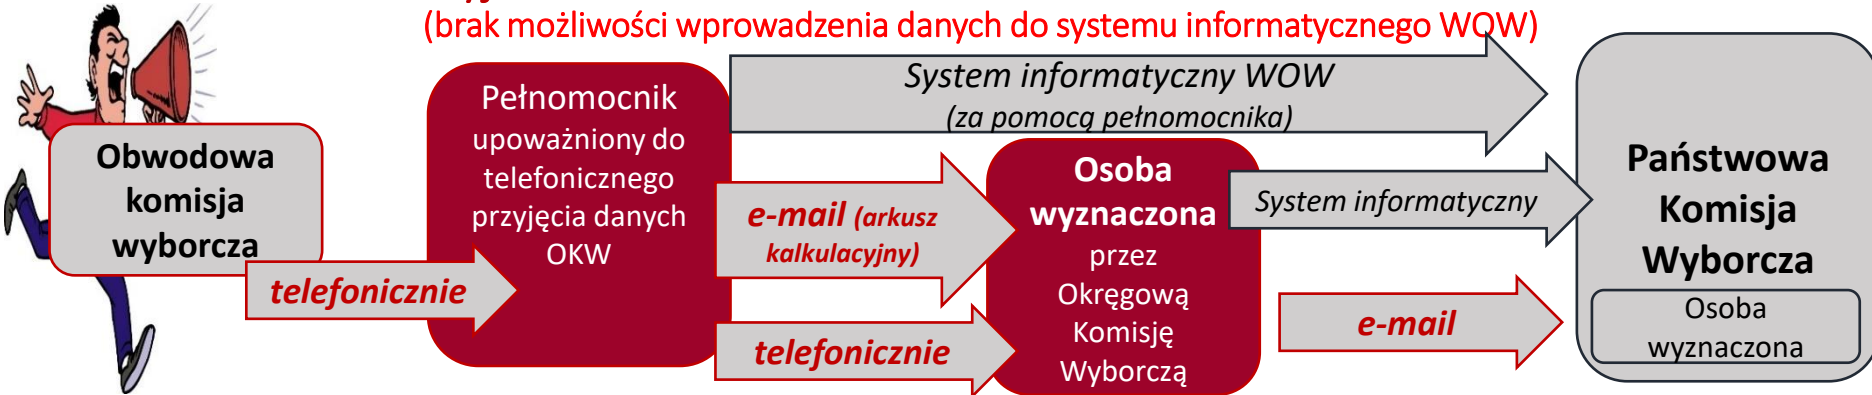 (brak możliwości wprowadzenia danych do systemu informatycznego WOW)
Obwodowa
komisja
wyborcza
telefonicznie
Pełnomocnik
upoważniony do
telefonicznego
przyjęcia danych
OKW
System informatyczny WOW
(za pomocą pełnomocnika)
e-mail (arkusz
kalkulacyjny)
telefonicznie
Osoba
wyznaczona
przez
Okręgową
Komisję
Wyborczą
System informatyczny
e-mail
Państwowa
Komisja
Wyborcza
Osoba
wyznaczona